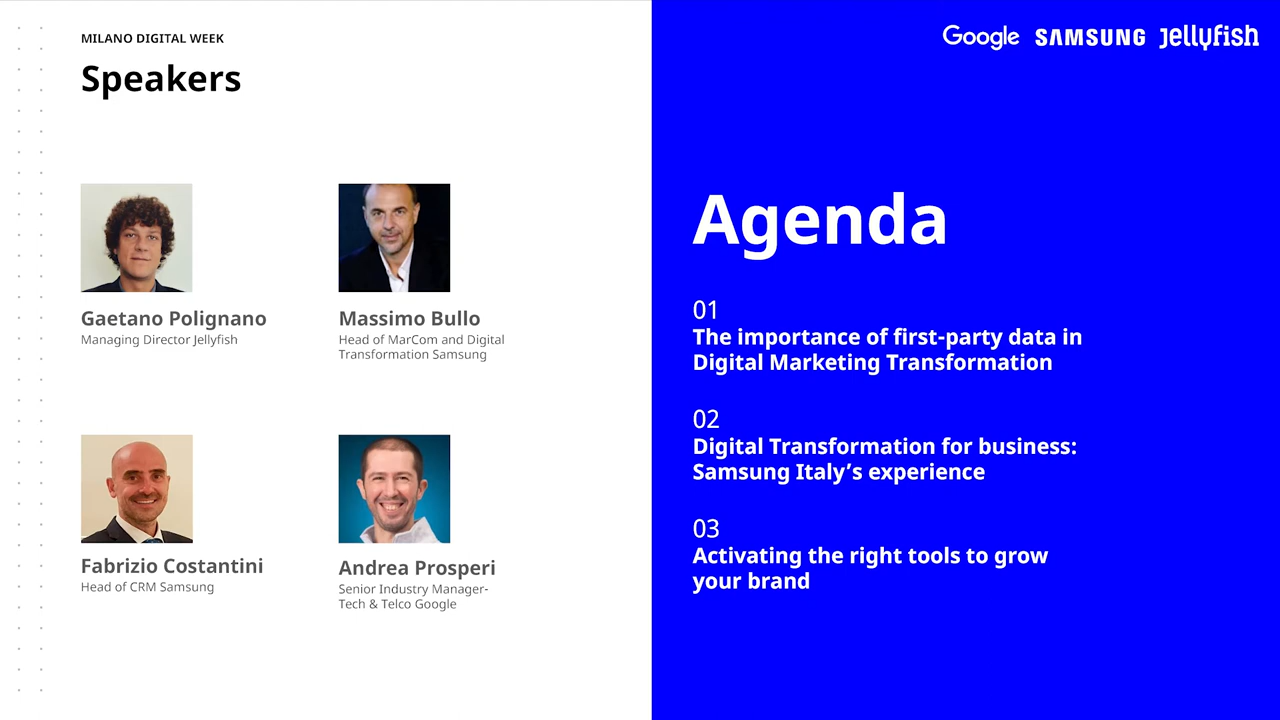 MILANO DIGITAL WEEK
Speakers
Gaetano Polignano
Managing Director Jellyfish
Massimo Bullo
Head of MarCom and Digital
Transformation Samsung
Fabrizio Costantini
Head of CRM Samsung
Andrea Prosperi
Senior Industry Manager-
Tech & Telco Google
Google SAMSUNG Jellyfish
Agenda
01
The importance of first-party data in
Digital Marketing Transformation
02
Digital Transformation for business:
Samsung Italy’s experience
03
Activating the right tools to grow
your brand